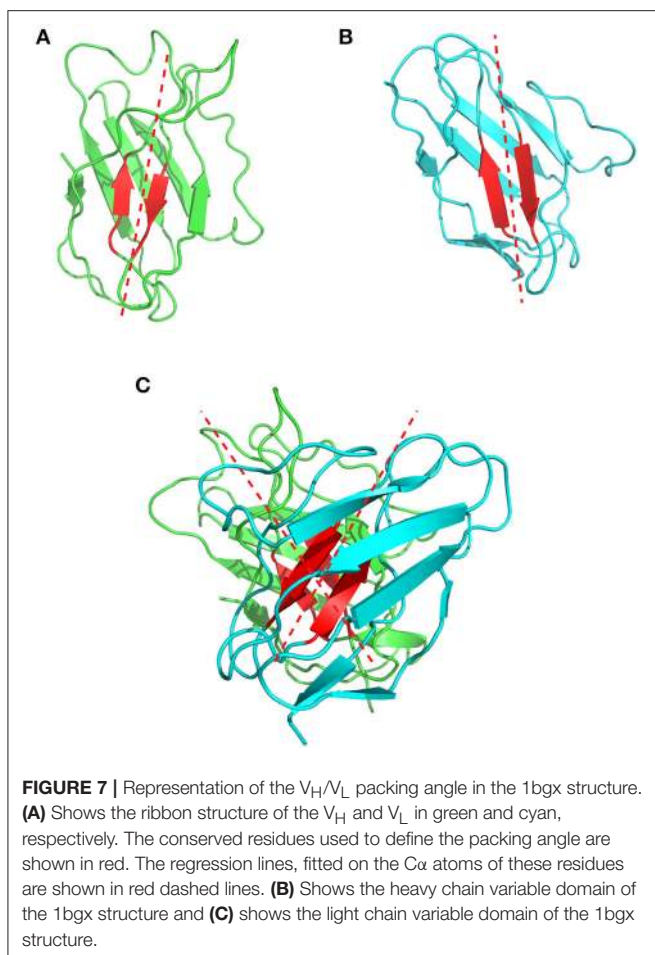 A
B
C
FIGURE 7 | Representation of the VH/VL packing angle in the 1bgx structure.
(A) Shows the ribbon structure of the VH and VL in green and cyan,
respectively. The conserved residues used to define the packing angle are
shown in red. The regression lines, fitted on the Cα atoms of these residues
are shown in red dashed lines. (B) Shows the heavy chain variable domain of
the 1bgx structure and (C) shows the light chain variable domain of the 1bgx
structure.